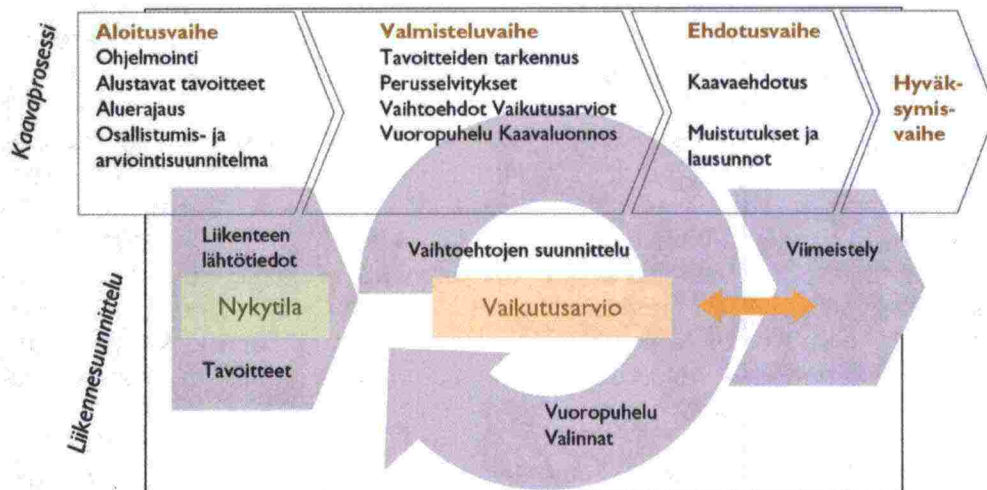 Kaavaprosessi
Aloitusvaihe
Ohjelmointi
Alustavat tavoitteet
Aluerajaus
Osallistumis- ja
arviointisuunnitelma
Valmisteluvaihe
Tavoitteiden tarkennus
Perusselvitykset
Vaihtoehdot Vaikutusarviot
Vuoropuhelu Kaavaluonnos
Ehdotusvaihe
Kaavaehdotus
Muistutukset ja
lausunnot
Hyväk-
symis-
vaihe
Liikennesuunnittelu
Liikenteen
lähtötiedot
Nykytila
Tavoitteet
Vaihtoehtojen suunnittelu
Vaikutusarvio
Vuoropuhelu
Valinnat
Viimeistely